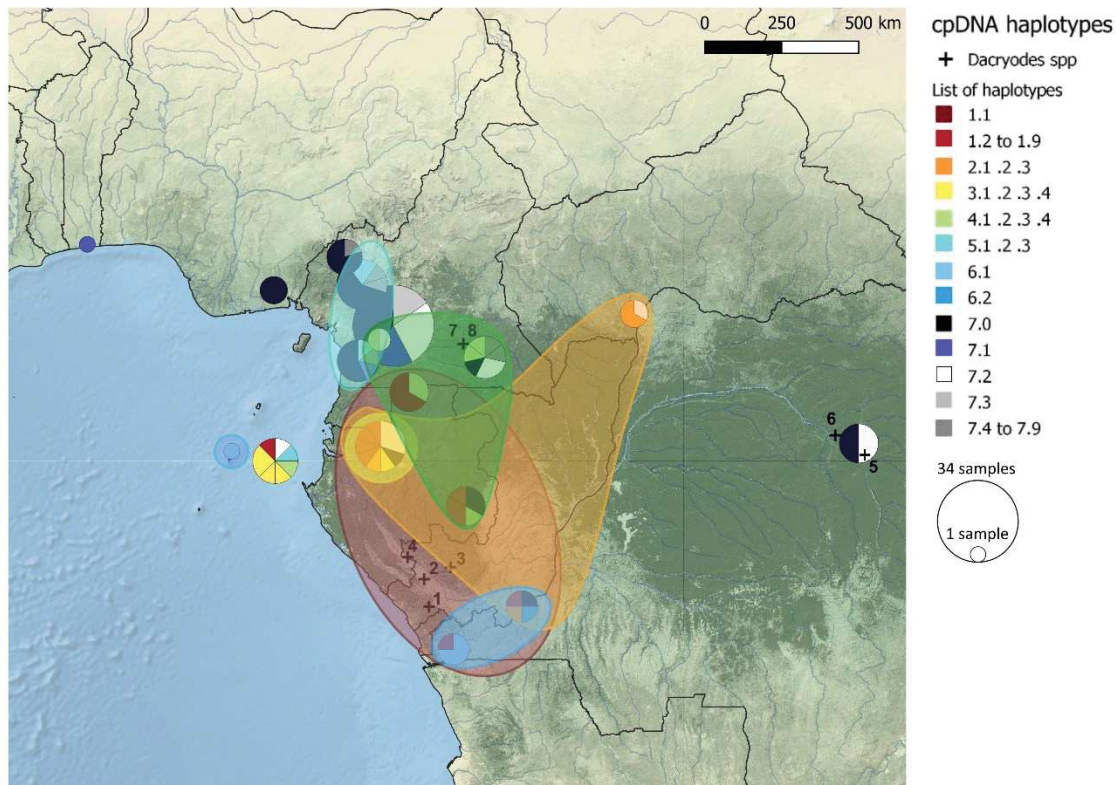 0 250 500 km
cpDNA haplotypes
+ Dacryodes spp
List of haplotypes
1.1
1.2 to 1.9
2.1 .2 .3
3.1 .2 .3 .4
4.1 .2 .3 .4
5.1 .2 .3
6.1
6.2
7.0
7.1
7.2
7.3
7.4 to 7.9
34 samples
1 sample
7 8
6
5
4
3
2
1